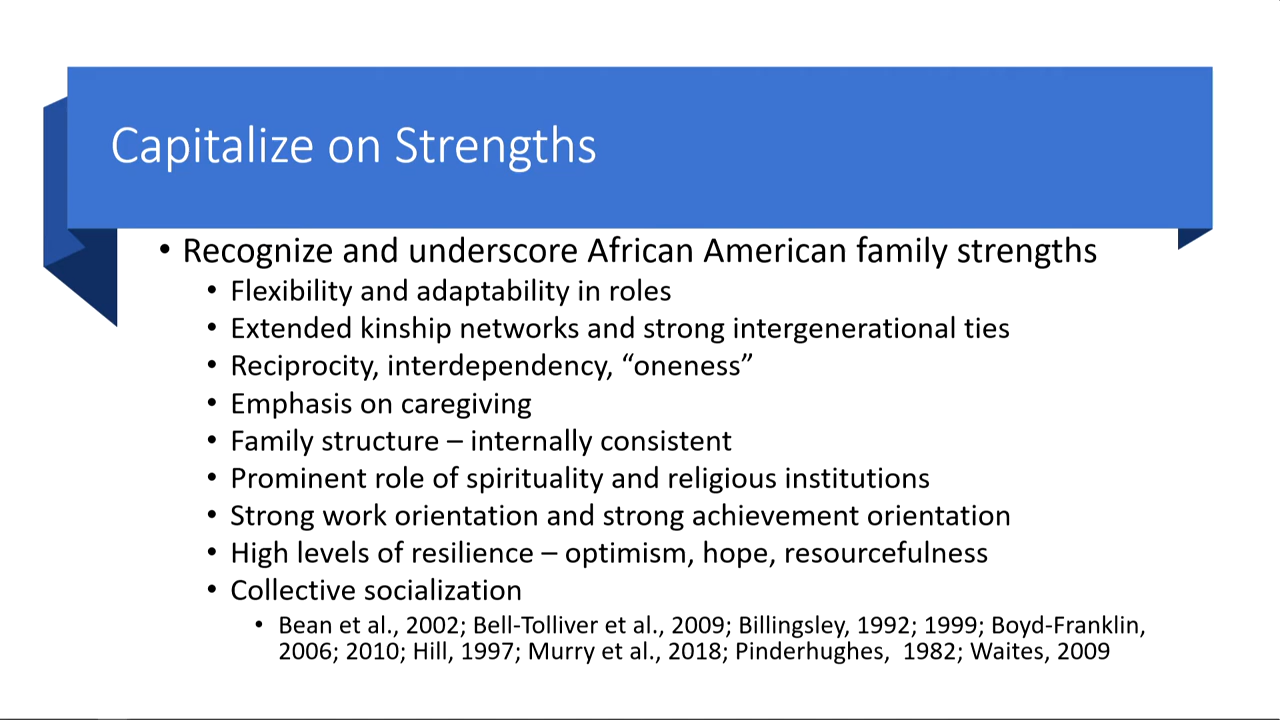 Capitalize on Strengths
• Recognize and underscore African American family strengths
• Flexibility and adaptability in roles
• Extended kinship networks and strong intergenerational ties
• Reciprocity, interdependency, “oneness”
• Emphasis on caregiving
• Family structure – internally consistent
• Prominent role of spirituality and religious institutions
• Strong work orientation and strong achievement orientation
• High levels of resilience – optimism, hope, resourcefulness
• Collective socialization
• Bean et al., 2002; Bell-Tolliver et al., 2009; Billingsley, 1992; 1999; Boyd-Franklin,
2006; 2010; Hill, 1997; Murry et al., 2018; Pinderhughes,  1982; Waites, 2009